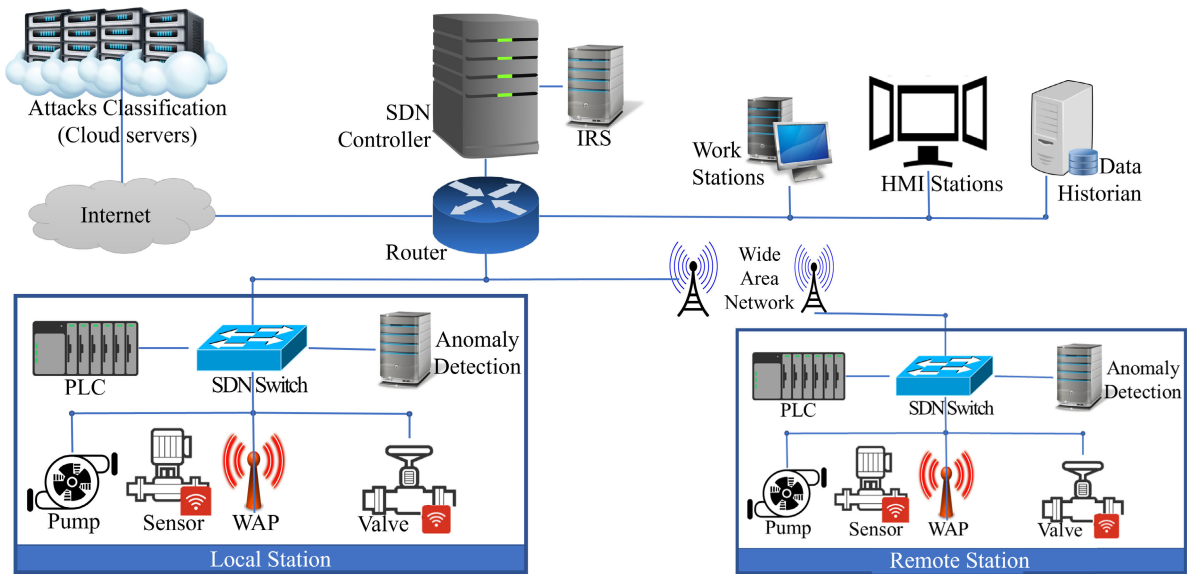 Attacks Classification
(Cloud servers)
SDN
Controller
IRS
Work
Stations
HMI Stations
Data
Historian
Internet
Router
Wide
Area
Network
PLC
SDN Switch
Anomaly
Detection
Pump
Sensor
WAP
Valve
Local Station
PLC
SDN Switch
Anomaly
Detection
Pump
Sensor
WAP
Valve
Remote Station